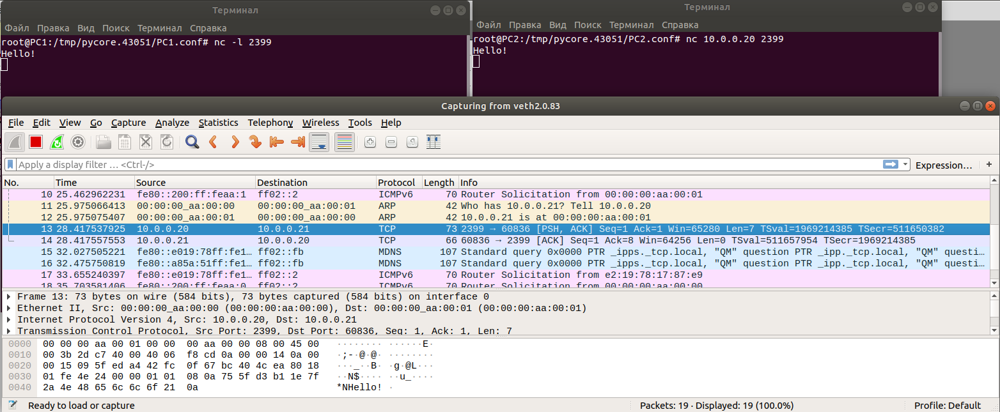 Терминал
Файл Правка Вид Поиск Терминал Справка
root@PC1:/tmp/pycore.43051/PC1.conf# nc -l 2399
Hello!
Терминал
Файл Правка Вид Поиск Терминал Справка
root@PC2:/tmp/pycore.43051/PC2.conf# nc 10.0.0.20 2399
Hello!
Capturing from veth2.0.83
File Edit View Go Capture Analyze Statistics Telephony Wireless Tools Help
Apply a display filter … <Ctrl-/> Expression… +
No. Time Source Destination Protocol Length Info
10 25.462962231 fe80::200:ff:feaa:1 ff02::2 ICMPv6 70 Router Solicitation from 00:00:00:aa:00:01
11 25.975066413 00:00:00_aa:00:00 00:00:00_aa:00:01 ARP 42 Who has 10.0.0.21? Tell 10.0.0.20
12 25.975075407 00:00:00_aa:00:01 00:00:00_aa:00:00 ARP 42 10.0.0.21 is at 00:00:00:aa:00:01
13 28.417537925 10.0.0.20 10.0.0.21 TCP 73 2399 → 60836 [PSH, ACK] Seq=1 Ack=1 Win=65280 Len=7 TSval=1969214385 TSecr=511650382
14 28.417557553 10.0.0.21 10.0.0.20 TCP 66 60836 → 2399 [ACK] Seq=1 Ack=8 Win=64256 Len=0 TSval=511657954 TSecr=1969214385
15 32.027505221 fe80::e019:78ff:fe1… ff02::fb MDNS 107 Standard query 0x0000 PTR _ipps._tcp.local, "QM" question PTR _ipp._tcp.local, "QM" questi…
16 32.475750819 fe80::a85a:51ff:fe1… ff02::fb MDNS 107 Standard query 0x0000 PTR _ipps._tcp.local, "QM" question PTR _ipp._tcp.local, "QM" questi…
17 33.655240397 fe80::e019:78ff:fe1… ff02::2 ICMPv6 70 Router Solicitation from e2:19:78:17:87:e9
18 35.703581406 fe80::200:ff:feaa:0 ff02::2 ICMPv6 70 Router Solicitation from 00:00:00:aa:00:00
Frame 13: 73 bytes on wire (584 bits), 73 bytes captured (584 bits) on interface 0
Ethernet II, Src: 00:00:00_aa:00:00 (00:00:00:aa:00:00), Dst: 00:00:00_aa:00:01 (00:00:00:aa:00:01)
Internet Protocol Version 4, Src: 10.0.0.20, Dst: 10.0.0.21
Transmission Control Protocol, Src Port: 2399, Dst Port: 60836, Seq: 1, Ack: 1, Len: 7
0000 00 00 00 aa 00 01 00 00 00 aa 00 00 08 00 45 00 ········ ······E·
0010 00 3b 2d c7 40 00 40 06 f8 cd 0a 00 00 14 0a 00 ·;-·@·@· ········
0020 00 15 09 5f ed a4 42 fc 0f 67 bc 40 4c ea 80 18 ···_··B· ·g·@L···
0030 01 fe 4e 24 00 00 01 01 08 0a 75 5f d3 b1 1e 7f ··N$···· ··u_····
0040 2a 4e 48 65 6c 6c 6f 21 0a *NHello! ·
Ready to load or capture Packets: 19 · Displayed: 19 (100.0%) Profile: Default